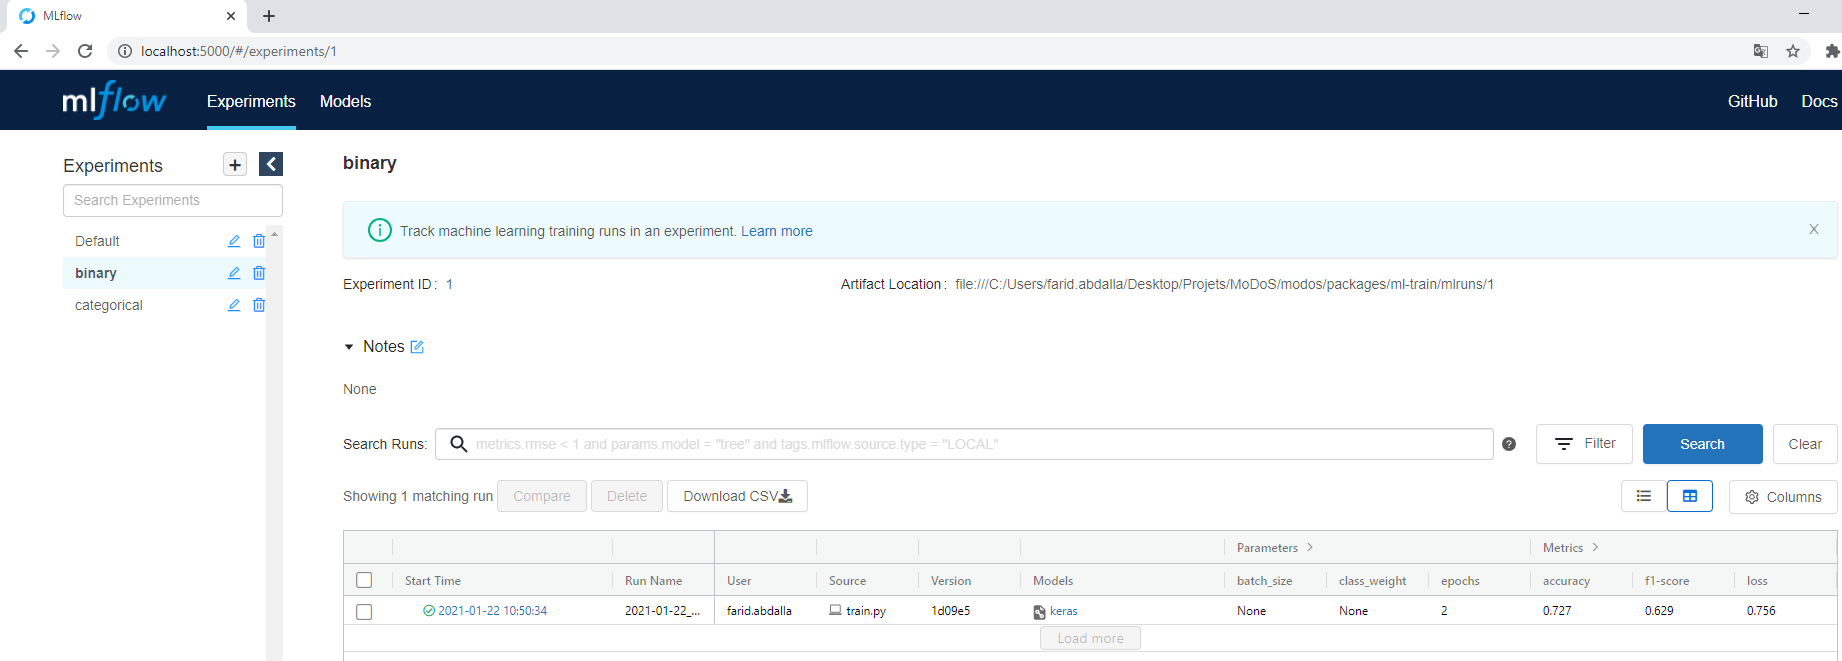 MLflow
localhost:5000/#/experiments/1
mlflow Experiments Models GitHub Docs
Experiments
Search Experiments
Default
binary
categorical
binary
Track machine learning training runs in an experiment. Learn more
Experiment ID: 1 Artifact Location: file:///C:/Users/farid.abdalla/Desktop/Projets/MoDoS/modos/packages/ml-train/mlruns/1
Notes
None
Search Runs: metrics.rmse < 1 and params.model = "tree" and tags.mlflow.source.type = "LOCAL" Filter Search Clear
Showing 1 matching run Compare Delete Download CSV Columns
Parameters > Metrics >
Start Time Run Name User Source Version Models batch_size class_weight epochs accuracy f1-score loss
2021-01-22 10:50:34 2021-01-22_... farid.abdalla train.py 1d09e5 keras None None 2 0.727 0.629 0.756
Load more